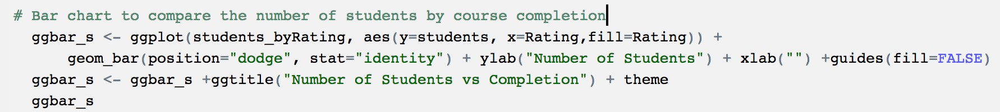 # Bar chart to compare the number of students by course completion
ggbar_s <- ggplot(students_byRating, aes(y=students, x=Rating,fill=Rating)) +
geom_bar(position="dodge", stat="identity") + ylab("Number of Students") + xlab("") +guides(fill=FALSE)
ggbar_s <- ggbar_s +ggtitle("Number of Students vs Completion") + theme
ggbar_s